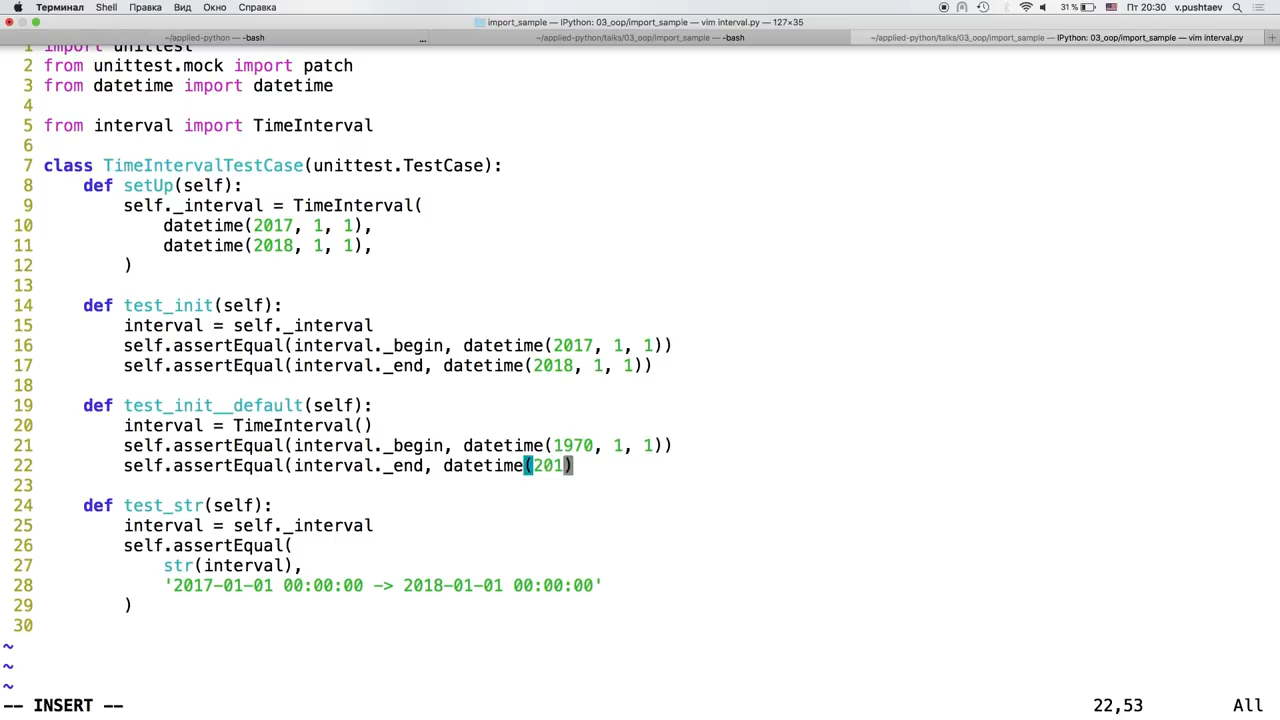 Терминал Shell Правка Вид Окно Справка 31 % Пт 20:30 v.pushtaev
import_sample — IPython: 03_oop/import_sample — vim interval.py — 127×35
~/applied-python — -bash ... ~/applied-python/talks/03_oop/import_sample — -bash ~/applied-python/talks/03_oop/import_sample — IPython: 03_oop/import_sample — vim interval.py +
1 import unittest
2 from unittest.mock import patch
3 from datetime import datetime
4
5 from interval import TimeInterval
6
7 class TimeIntervalTestCase(unittest.TestCase):
8 def setUp(self):
9 self._interval = TimeInterval(
10 datetime(2017, 1, 1),
11 datetime(2018, 1, 1),
12 )
13
14 def test_init(self):
15 interval = self._interval
16 self.assertEqual(interval._begin, datetime(2017, 1, 1))
17 self.assertEqual(interval._end, datetime(2018, 1, 1))
18
19 def test_init__default(self):
20 interval = TimeInterval()
21 self.assertEqual(interval._begin, datetime(1970, 1, 1))
22 self.assertEqual(interval._end, datetime(201)
23
24 def test_str(self):
25 interval = self._interval
26 self.assertEqual(
27 str(interval),
28 '2017-01-01 00:00:00 -> 2018-01-01 00:00:00'
29 )
30
~
~
~
-- INSERT -- 22,53 All